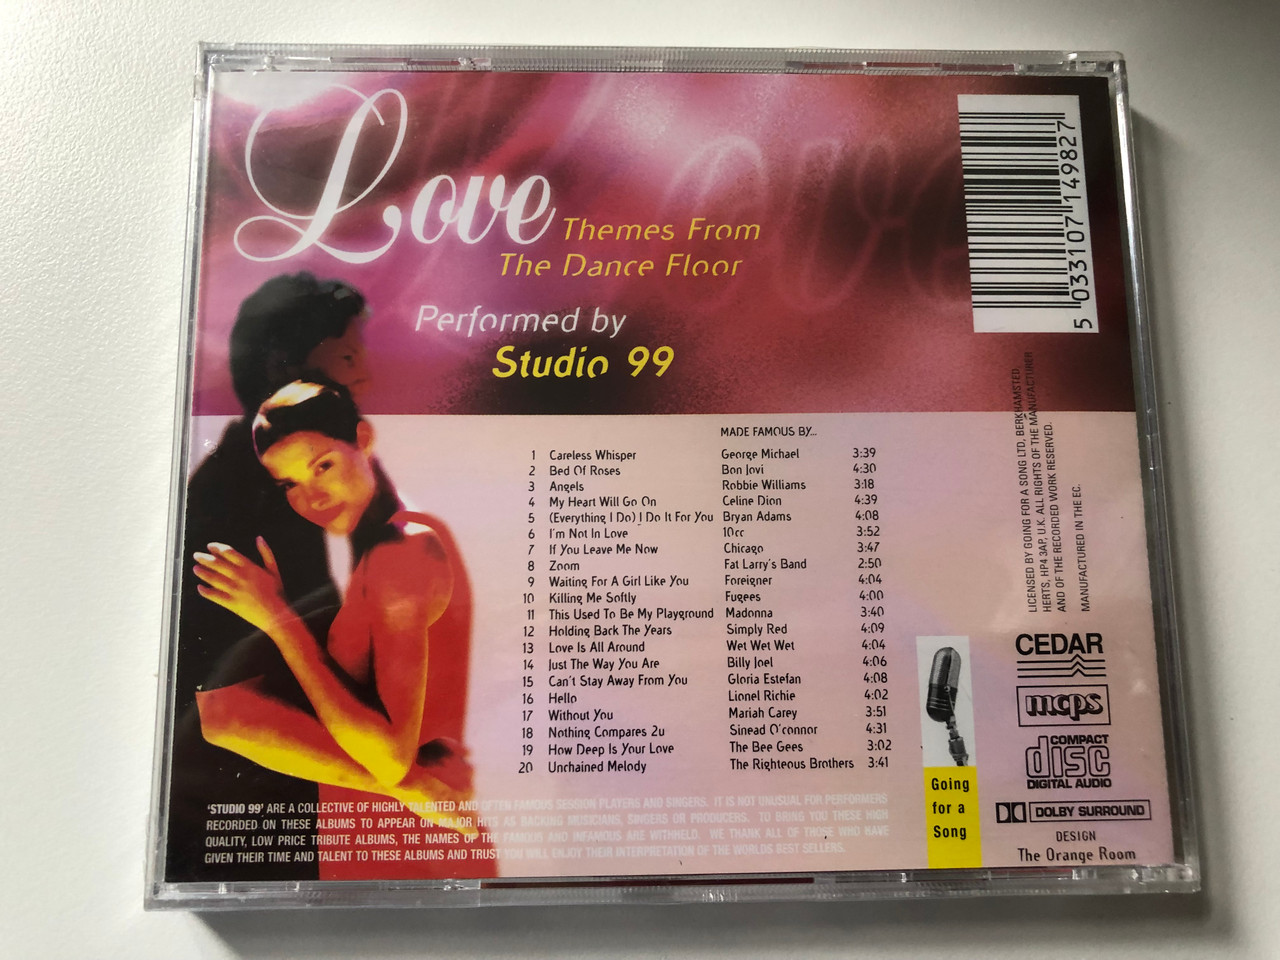 Love
Themes From
The Dance Floor
Performed by
Studio 99
5 033107 149827
MADE FAMOUS BY...
1 Careless Whisper George Michael 3:39
2 Bed Of Roses Bon Jovi 4:30
3 Angels Robbie Williams 3:18
4 My Heart Will Go On Celine Dion 4:39
5 (Everything I Do) I Do It For You Bryan Adams 4:08
6 I'm Not In Love 10cc 3:52
7 If You Leave Me Now Chicago 3:47
8 Zoom Fat Larry's Band 2:50
9 Waiting For A Girl Like You Foreigner 4:04
10 Killing Me Softly Fugees 4:00
11 This Used To Be My Playground Madonna 3:40
12 Holding Back The Years Simply Red 4:09
13 Love Is All Around Wet Wet Wet 4:04
14 Just The Way You Are Billy Joel 4:06
15 Can't Stay Away From You Gloria Estefan 4:08
16 Hello Lionel Richie 4:02
17 Without You Mariah Carey 3:51
18 Nothing Compares 2u Sinead O'connor 4:31
19 How Deep Is Your Love The Bee Gees 3:02
20 Unchained Melody The Righteous Brothers 3:41
LICENSED BY GOING FOR A SONG LTD, BERKHAMSTED,
HERTS, HP4 3AP, U.K. ALL RIGHTS OF THE MANUFACTURER
AND OF THE RECORDED WORK RESERVED.
MANUFACTURED IN THE EC.
CEDAR
mcps
COMPACT
disc
DIGITAL AUDIO
DOLBY SURROUND
DESIGN
The Orange Room
Going
for a
Song
'STUDIO 99' ARE A COLLECTIVE OF HIGHLY TALENTED AND OFTEN FAMOUS SESSION PLAYERS AND SINGERS. IT IS NOT UNUSUAL FOR PERFORMERS
RECORDED ON THESE ALBUMS TO APPEAR ON MAJOR HITS AS BACKING MUSICIANS, SINGERS OR PRODUCERS. TO BRING YOU THESE HIGH
QUALITY, LOW PRICE TRIBUTE ALBUMS, THE NAMES OF THE FAMOUS AND INFAMOUS ARE WITHHELD. WE THANK ALL OF THOSE WHO HAVE
GIVEN THEIR TIME AND TALENT TO THESE ALBUMS AND TRUST YOU WILL ENJOY THEIR INTERPRETATION OF THE WORLDS BEST SELLERS.